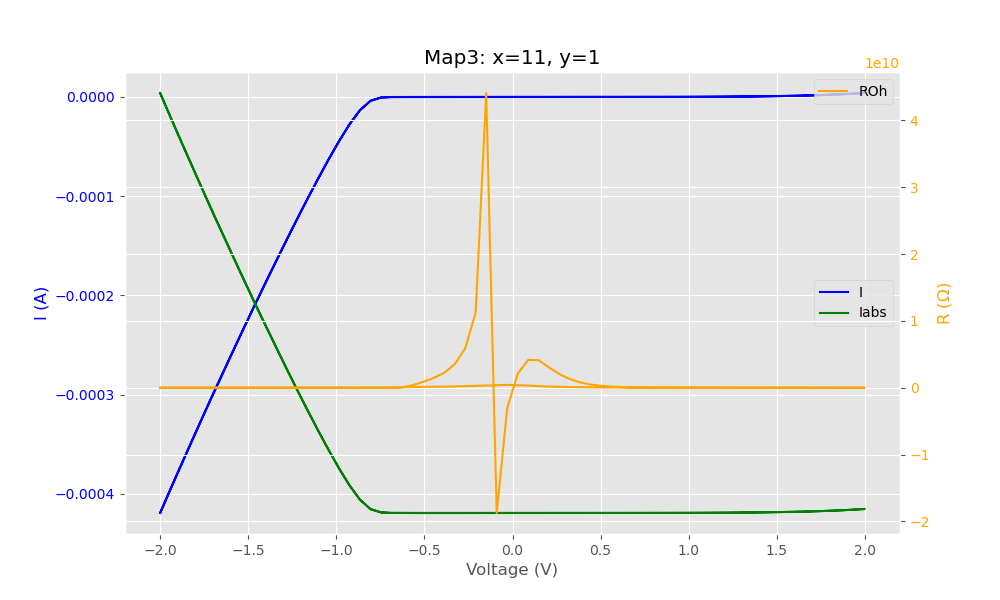 Map3: x=11, y=1
1e10
0.0000
−0.0001
−0.0002
−0.0003
−0.0004
I (A)
ROh
I
Iabs
4
3
2
1
0
−1
−2
R (Ω)
−2.0 −1.5 −1.0 −0.5 0.0 0.5 1.0 1.5 2.0
Voltage (V)